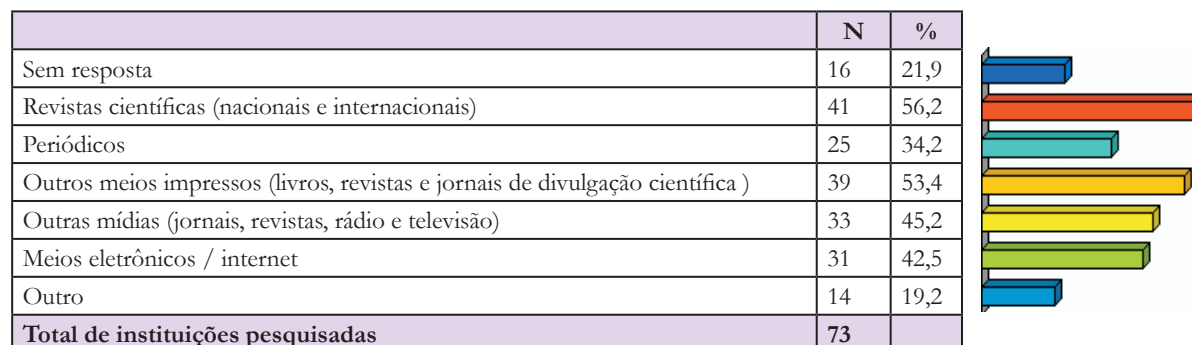 N %
Sem resposta 16 21,9
Revistas científicas (nacionais e internacionais) 41 56,2
Periódicos 25 34,2
Outros meios impressos (livros, revistas e jornais de divulgação científica ) 39 53,4
Outras mídias (jornais, revistas, rádio e televisão) 33 45,2
Meios eletrônicos / internet 31 42,5
Outro 14 19,2
Total de instituições pesquisadas 73